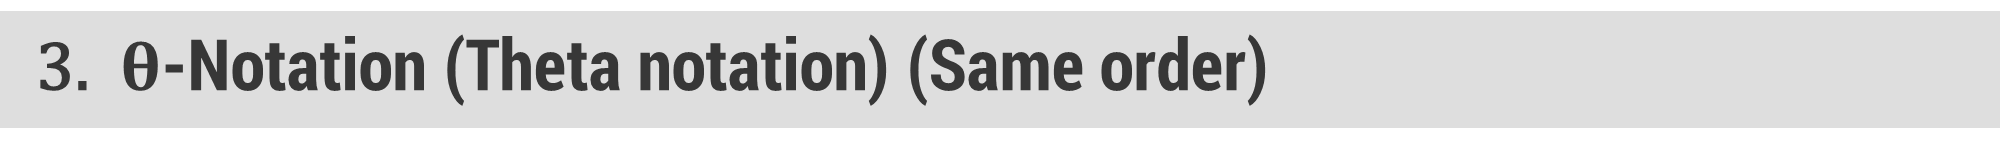 3. θ-Notation (Theta notation) (Same order)